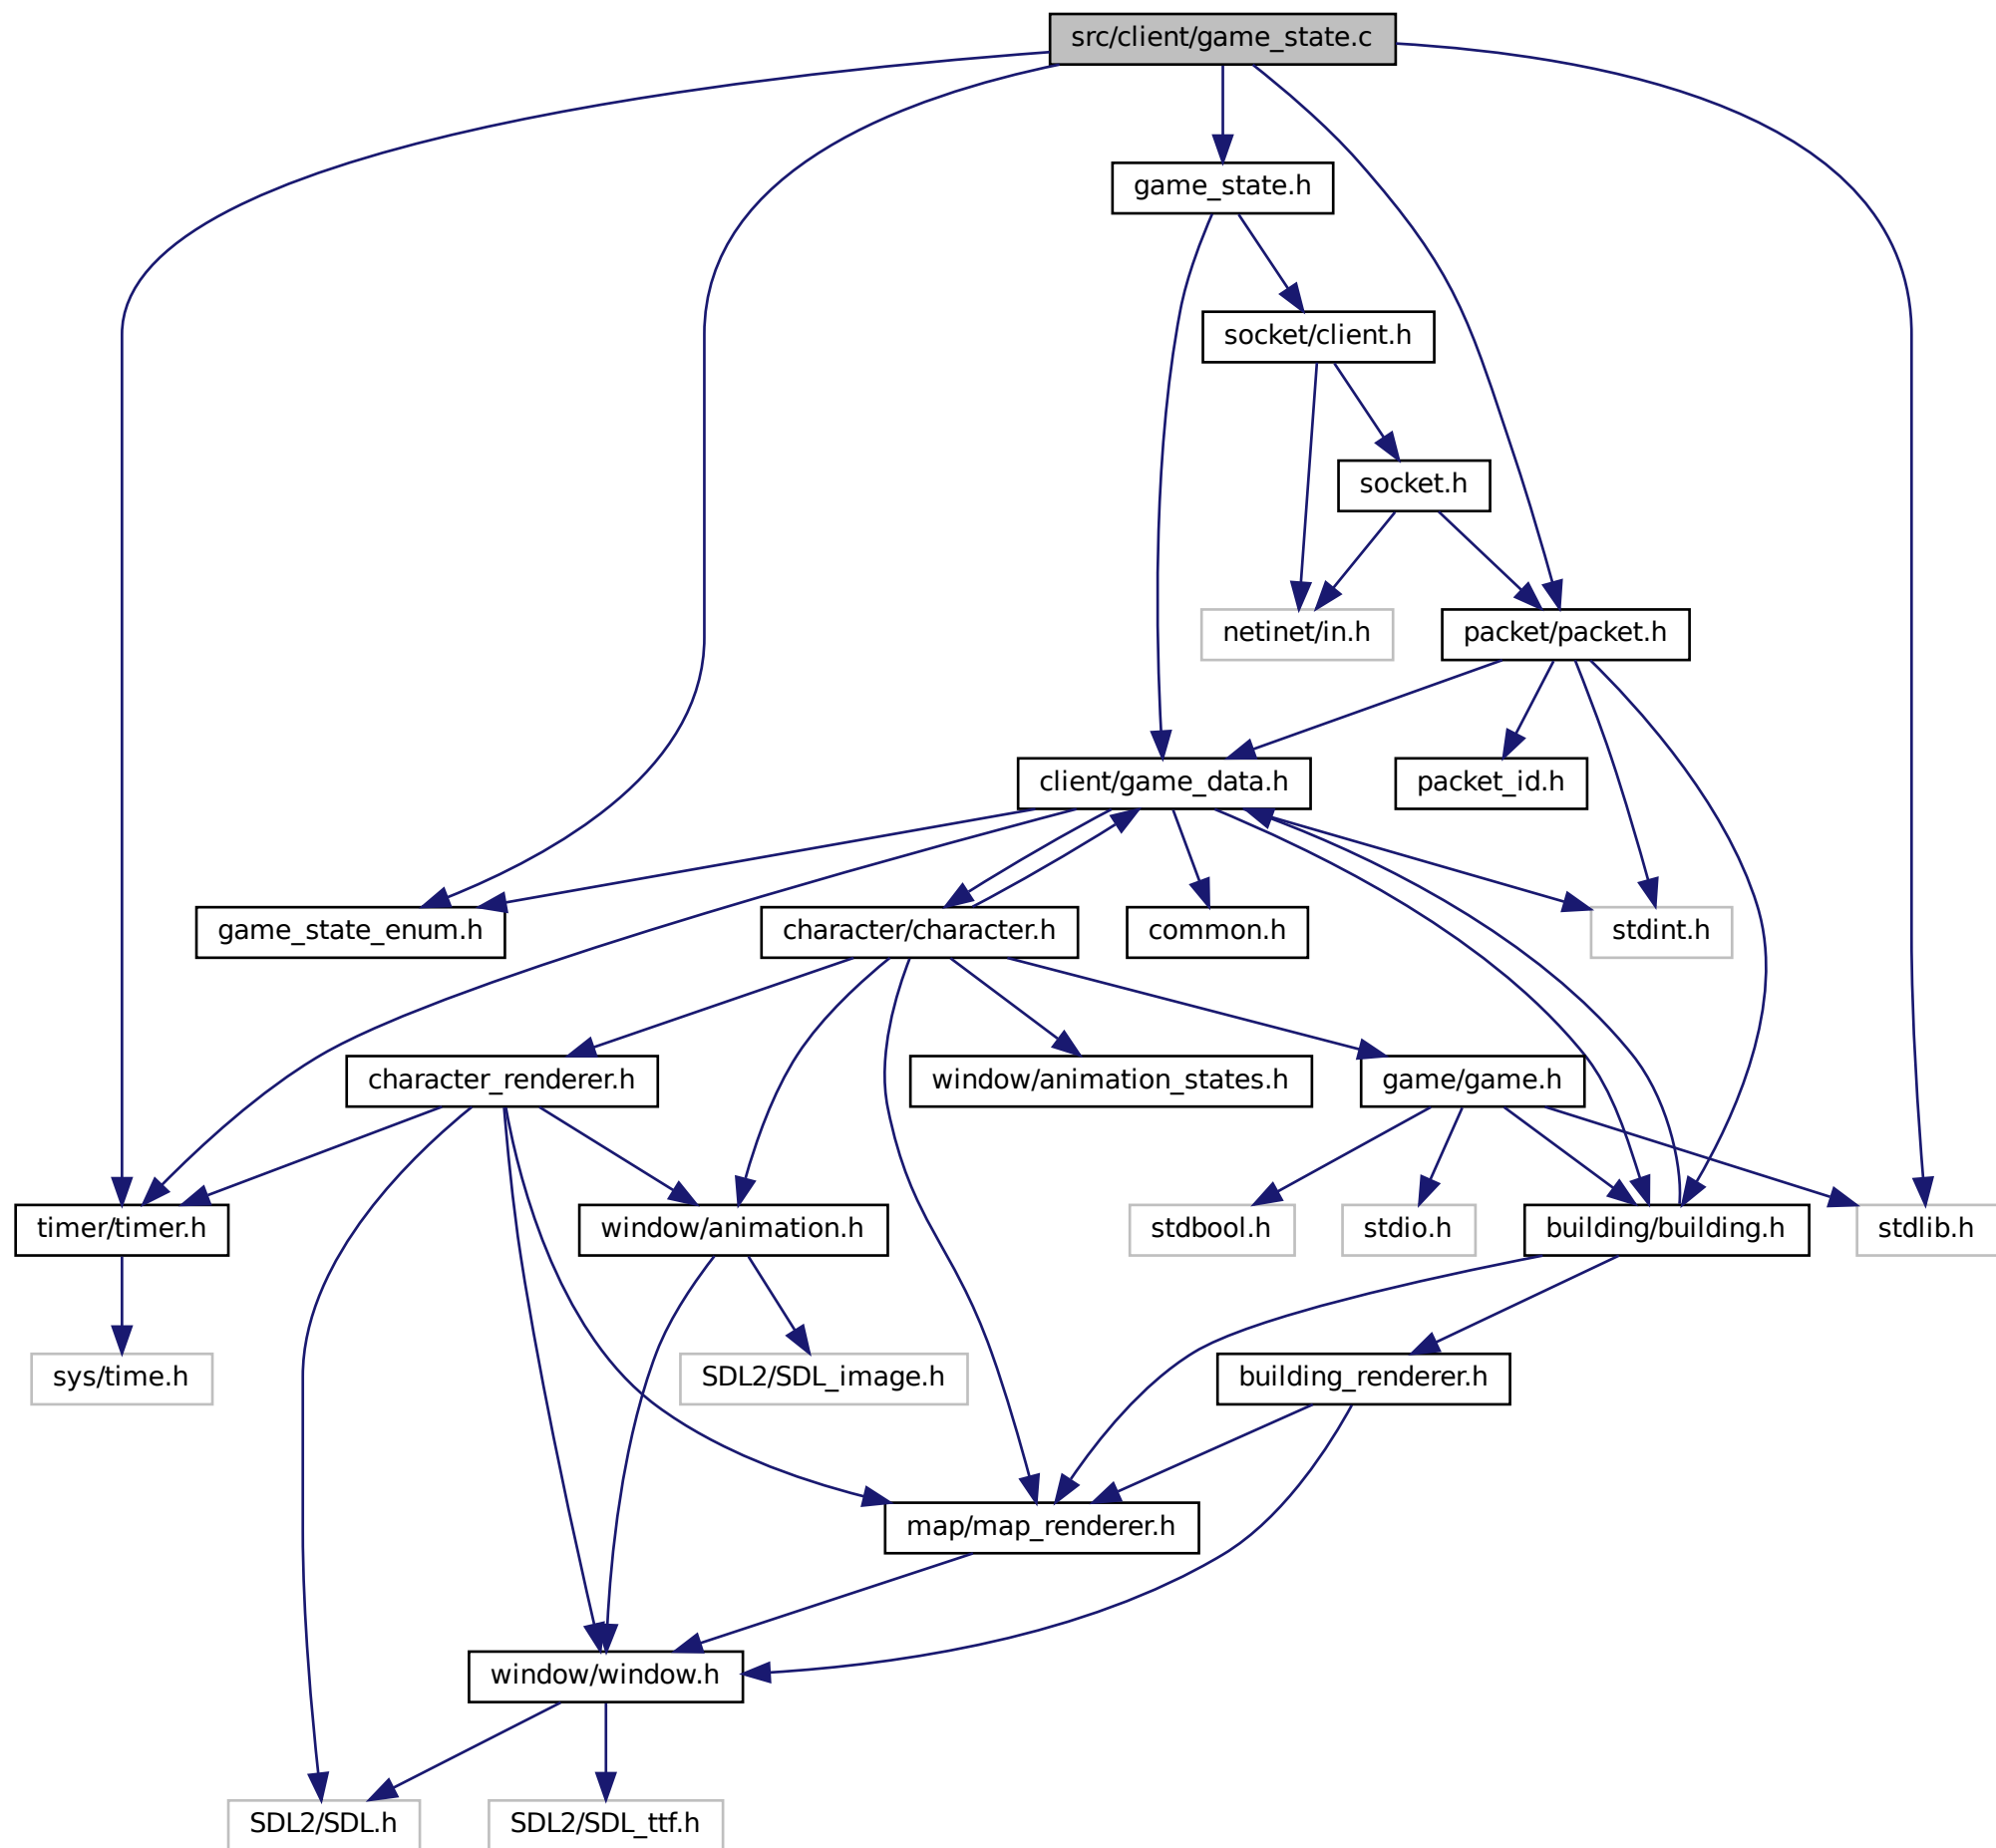 src/client/game_state.c
game_state.h
socket/client.h
socket.h
netinet/in.h
packet/packet.h
client/game_data.h
packet_id.h
game_state_enum.h
character/character.h
common.h
stdint.h
character_renderer.h
window/animation_states.h
game/game.h
timer/timer.h
window/animation.h
stdbool.h
stdio.h
building/building.h
stdlib.h
sys/time.h
SDL2/SDL_image.h
building_renderer.h
map/map_renderer.h
window/window.h
SDL2/SDL.h
SDL2/SDL_ttf.h